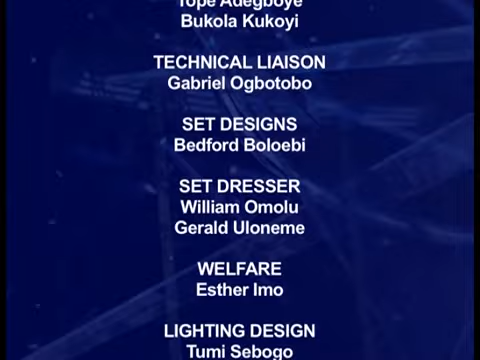 Tope Adegboye
Bukola Kukoyi
TECHNICAL LIAISON
Gabriel Ogbotobo
SET DESIGNS
Bedford Boloebi
SET DRESSER
William Omolu
Gerald Uloneme
WELFARE
Esther Imo
LIGHTING DESIGN
Tumi Sebogo